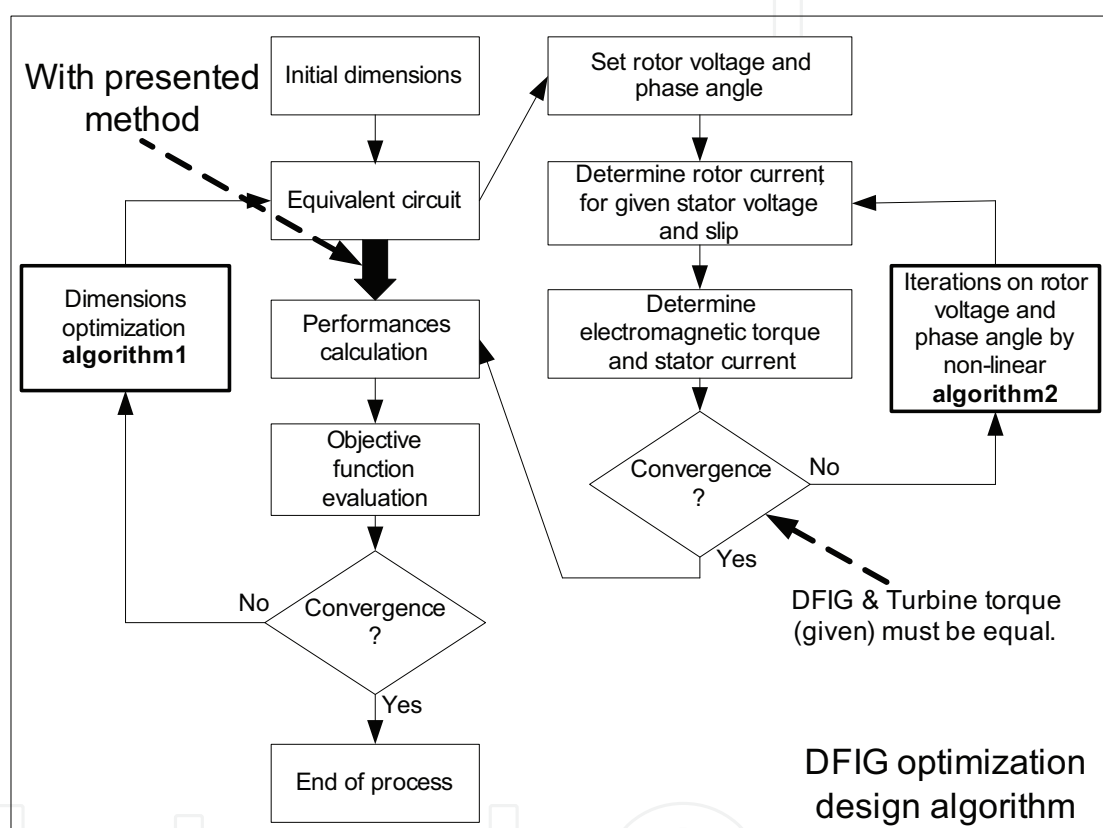 With presented
method
Initial dimensions
Equivalent circuit
Performances
calculation
Objective
function
evaluation
Convergence
?
No
Yes
End of process
Dimensions
optimization
algorithm1
Set rotor voltage and
phase angle
Determine rotor current,
for given stator voltage
and slip
Determine
electromagnetic torque
and stator current
Convergence
?
No
Yes
Iterations on rotor
voltage and
phase angle by
non-linear
algorithm2
DFIG & Turbine torque
(given) must be equal.
DFIG optimization
design algorithm